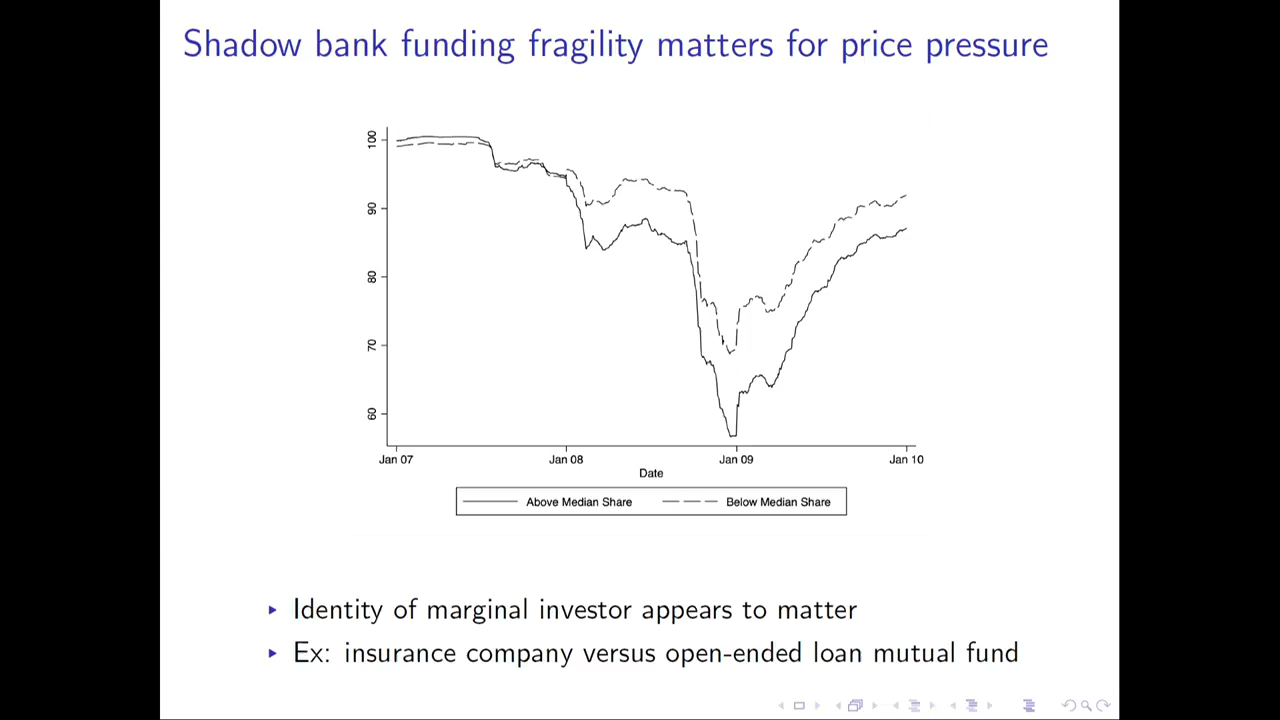 Shadow bank funding fragility matters for price pressure
100
90
80
70
60
Jan 07 Jan 08 Jan 09 Jan 10
Date
Above Median Share Below Median Share
Identity of marginal investor appears to matter
Ex: insurance company versus open-ended loan mutual fund